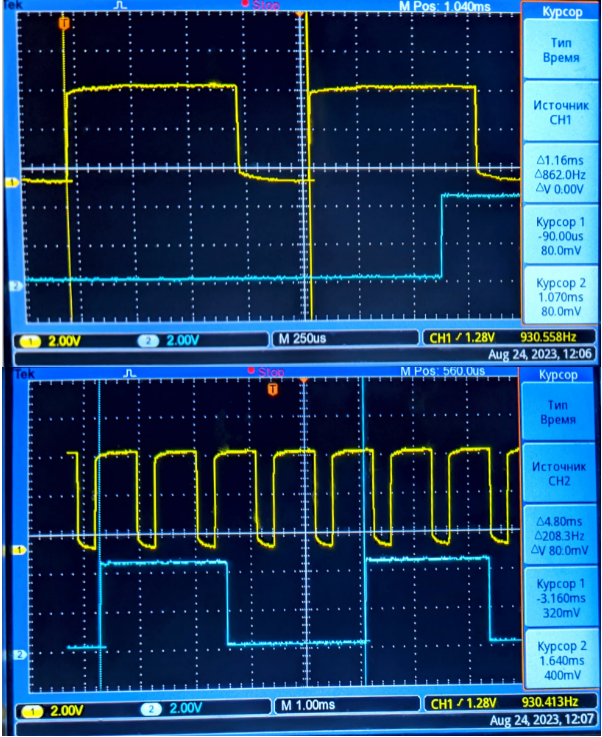 Tek
Stop
M Pos: 1.040ms
Курсор
T
Тип
Время
Источник
CH1
Δ1.16ms
Δ862.0Hz
ΔV 0.00V
1
Курсор 1
-90.00us
80.0mV
2
Курсор 2
1.070ms
80.0mV
1 2.00V
2 2.00V
M 250us
CH1 / 1.28V
930.558Hz
Aug 24, 2023, 12:06
Tek
Stop
M Pos: 560.0us
Курсор
T
Тип
Время
Источник
CH2
Δ4.80ms
Δ208.3Hz
ΔV 80.0mV
1
Курсор 1
-3.160ms
320mV
2
Курсор 2
1.640ms
400mV
1 2.00V
2 2.00V
M 1.00ms
CH1 / 1.28V
930.413Hz
Aug 24, 2023, 12:07